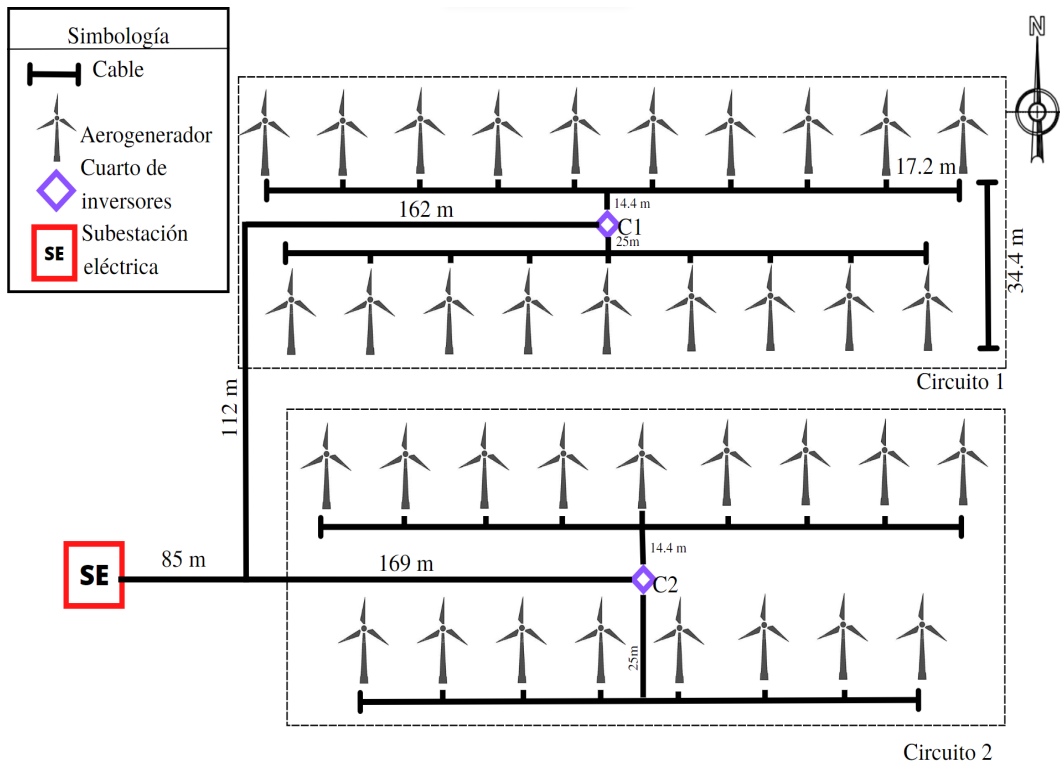 Simbología
Cable
Aerogenerador
Cuarto de
inversores
SE
Subestación
eléctrica
N
17.2 m
14.4 m
162 m
C1
25m
34.4 m
Circuito 1
112 m
14.4 m
SE
85 m
169 m
C2
25m
Circuito 2